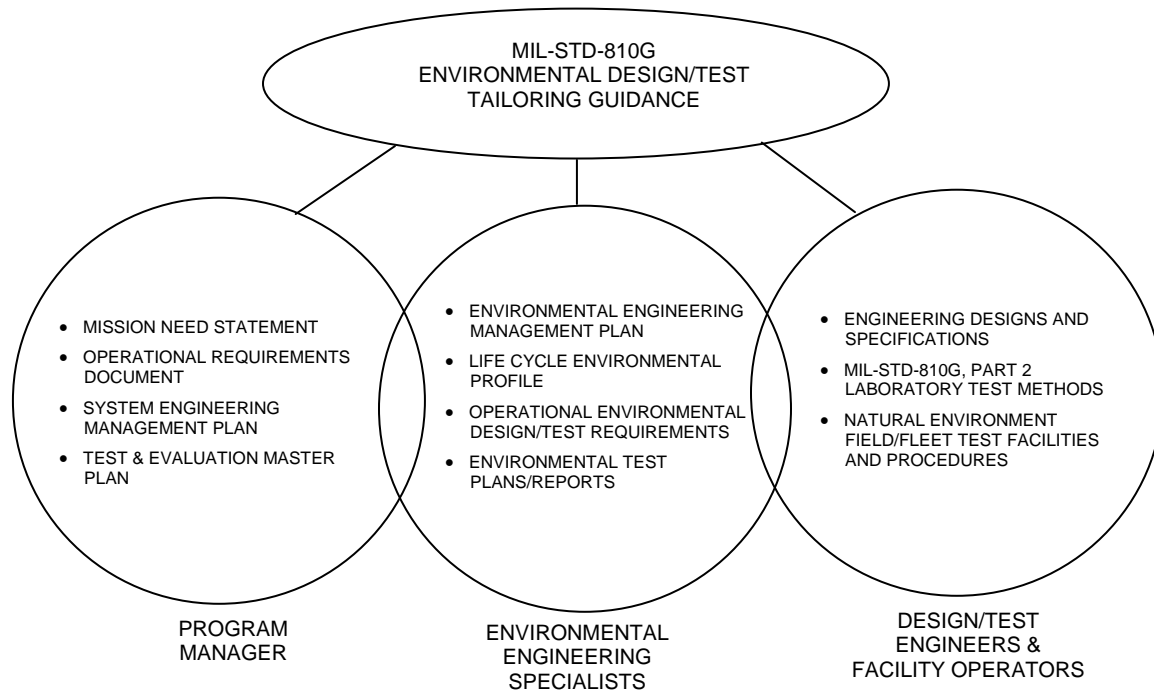 MIL-STD-810G
ENVIRONMENTAL DESIGN/TEST
TAILORING GUIDANCE
• MISSION NEED STATEMENT
• OPERATIONAL REQUIREMENTS
DOCUMENT
• SYSTEM ENGINEERING
MANAGEMENT PLAN
• TEST & EVALUATION MASTER
PLAN
• ENVIRONMENTAL ENGINEERING
MANAGEMENT PLAN
• LIFE CYCLE ENVIRONMENTAL
PROFILE
• OPERATIONAL ENVIRONMENTAL
DESIGN/TEST REQUIREMENTS
• ENVIRONMENTAL TEST
PLANS/REPORTS
• ENGINEERING DESIGNS AND
SPECIFICATIONS
• MIL-STD-810G, PART 2
LABORATORY TEST METHODS
• NATURAL ENVIRONMENT
FIELD/FLEET TEST FACILITIES
AND PROCEDURES
PROGRAM
MANAGER
ENVIRONMENTAL
ENGINEERING
SPECIALISTS
DESIGN/TEST
ENGINEERS &
FACILITY OPERATORS